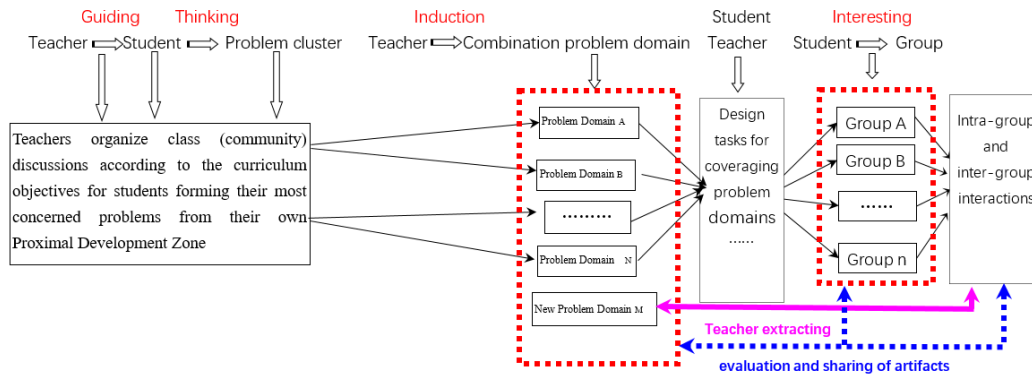 Guiding Thinking Induction Student Interesting
Teacher Student Problem cluster Teacher Combination problem domain Teacher Student Group
Teachers organize class (community)
discussions according to the curriculum
objectives for students forming their most
concerned problems from their own
Proximal Development Zone
Problem Domain A
Problem Domain B
.........
Problem Domain N
New Problem Domain M
Design
tasks for
coveraging
problem
domains.
......
Group A
Group B
......
Group n
Intra-group
and
inter-group
interactions
Teacher extracting
evaluation and sharing of artifacts